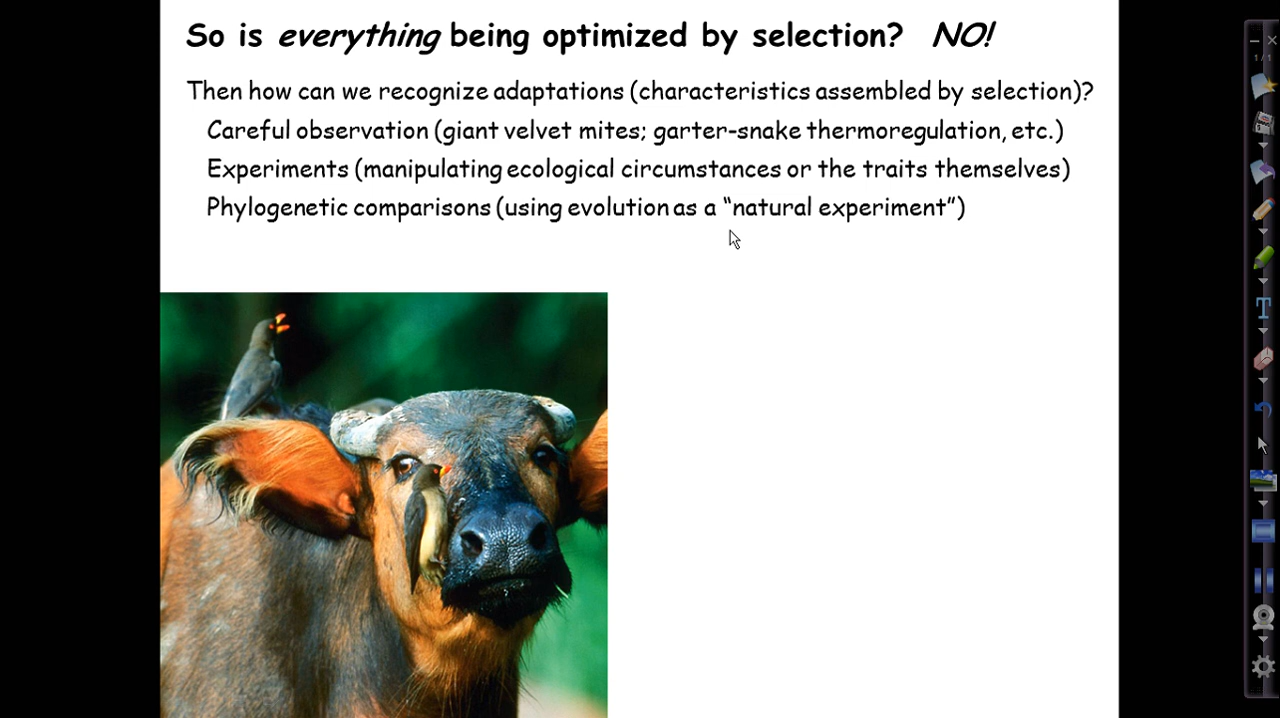 So is everything being optimized by selection? NO!
Then how can we recognize adaptations (characteristics assembled by selection)?
Careful observation (giant velvet mites; garter-snake thermoregulation, etc.)
Experiments (manipulating ecological circumstances or the traits themselves)
Phylogenetic comparisons (using evolution as a “natural experiment”)
1/1
T